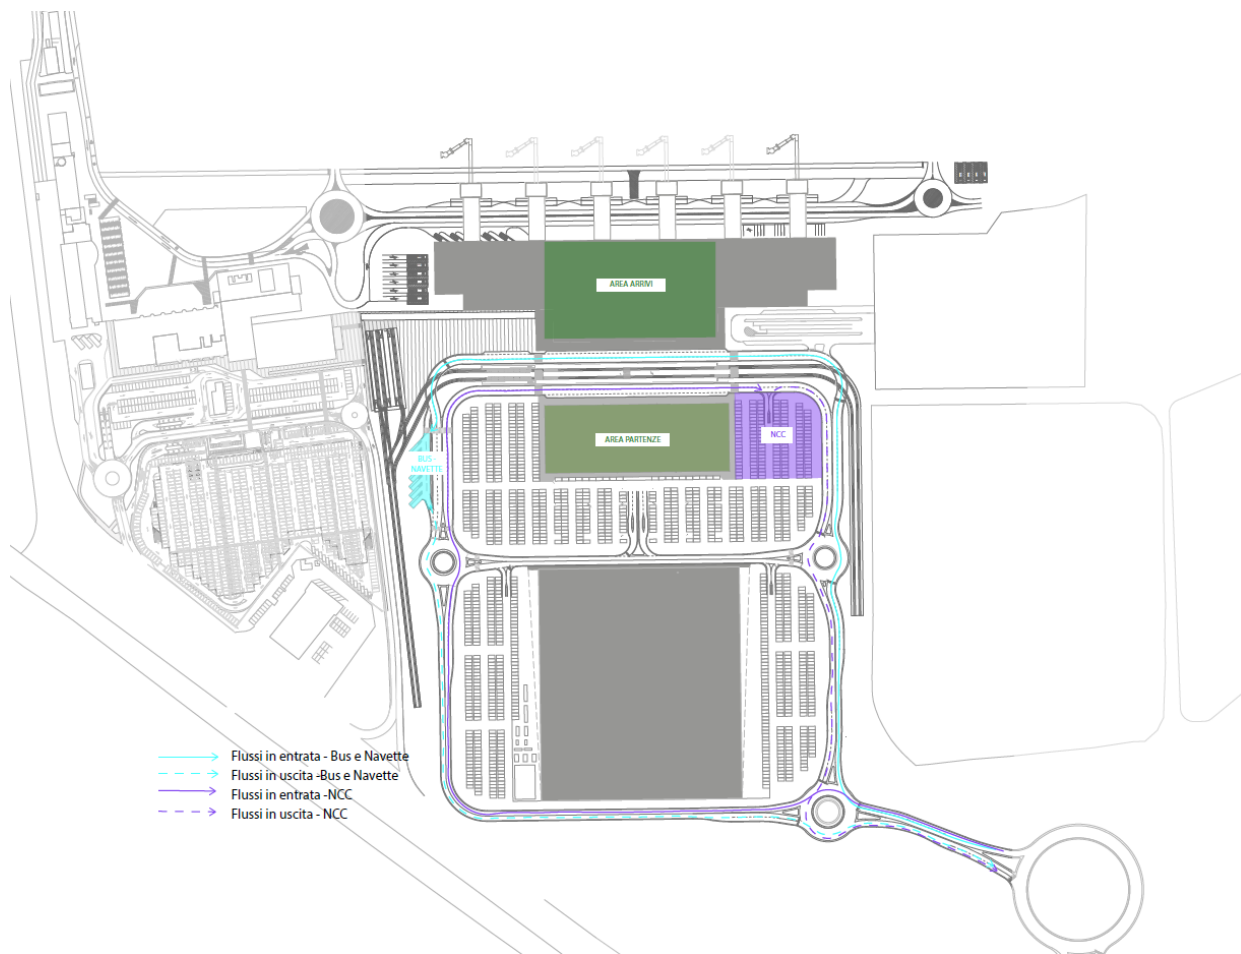 AREA ARRIVI
AREA PARTENZE
NCC
BUS -
NAVETTE
Flussi in entrata - Bus e Navette
Flussi in uscita -Bus e Navette
Flussi in entrata -NCC
Flussi in uscita - NCC